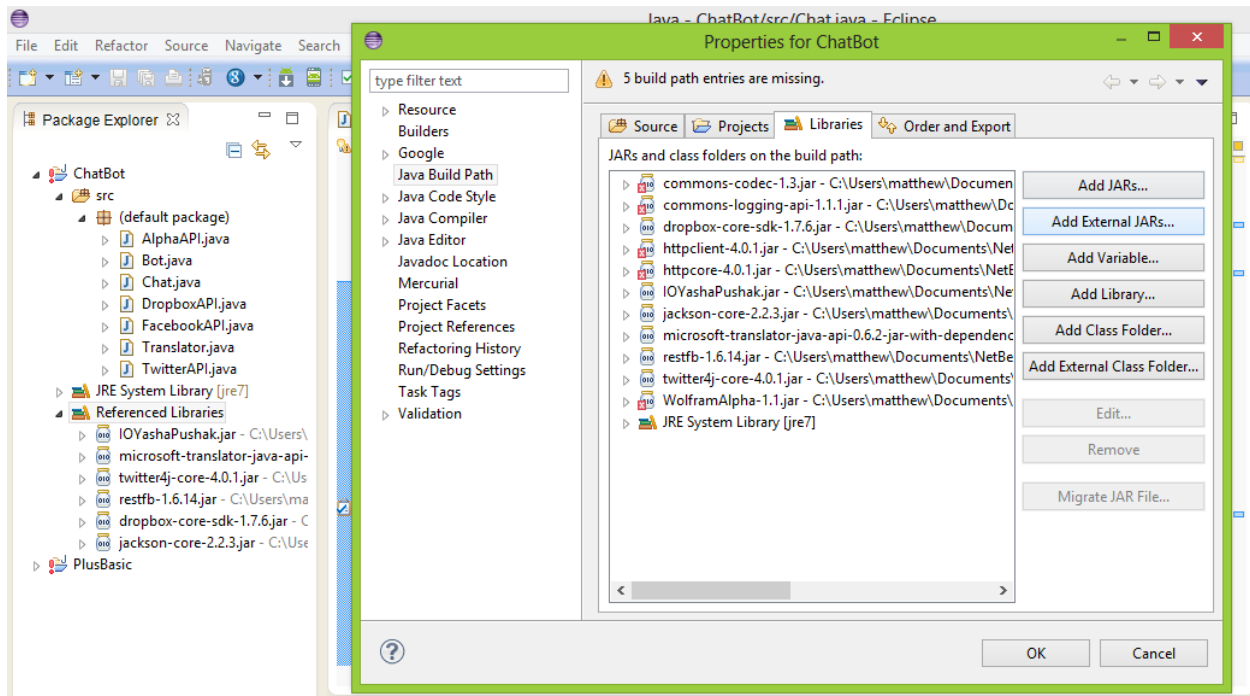 Java - ChatBot/src/Chat.java - Eclipse
File Edit Refactor Source Navigate Search
Package Explorer
ChatBot
src
(default package)
AlphaAPI.java
Bot.java
Chat.java
DropboxAPI.java
FacebookAPI.java
Translator.java
TwitterAPI.java
JRE System Library [jre7]
Referenced Libraries
IOYashaPushak.jar - C:\Users\
microsoft-translator-java-api-
twitter4j-core-4.0.1.jar - C:\Us
restfb-1.6.14.jar - C:\Users\ma
dropbox-core-sdk-1.7.6.jar - C
jackson-core-2.2.3.jar - C:\Use
PlusBasic
Properties for ChatBot
type filter text
Resource
Builders
Google
Java Build Path
Java Code Style
Java Compiler
Java Editor
Javadoc Location
Mercurial
Project Facets
Project References
Refactoring History
Run/Debug Settings
Task Tags
Validation
5 build path entries are missing.
Source Projects Libraries Order and Export
JARs and class folders on the build path:
commons-codec-1.3.jar - C:\Users\matthew\Documen
commons-logging-api-1.1.1.jar - C:\Users\matthew\Dc
dropbox-core-sdk-1.7.6.jar - C:\Users\matthew\Docum
httpclient-4.0.1.jar - C:\Users\matthew\Documents\Net
httpcore-4.0.1.jar - C:\Users\matthew\Documents\NetE
IOYashaPushak.jar - C:\Users\matthew\Documents\Ne
jackson-core-2.2.3.jar - C:\Users\matthew\Documents\
microsoft-translator-java-api-0.6.2-jar-with-dependenc
restfb-1.6.14.jar - C:\Users\matthew\Documents\NetBe
twitter4j-core-4.0.1.jar - C:\Users\matthew\Documents'
WolframAlpha-1.1.jar - C:\Users\matthew\Documents\
JRE System Library [jre7]
Add JARs...
Add External JARs...
Add Variable...
Add Library...
Add Class Folder...
Add External Class Folder...
Edit...
Remove
Migrate JAR File...
OK
Cancel